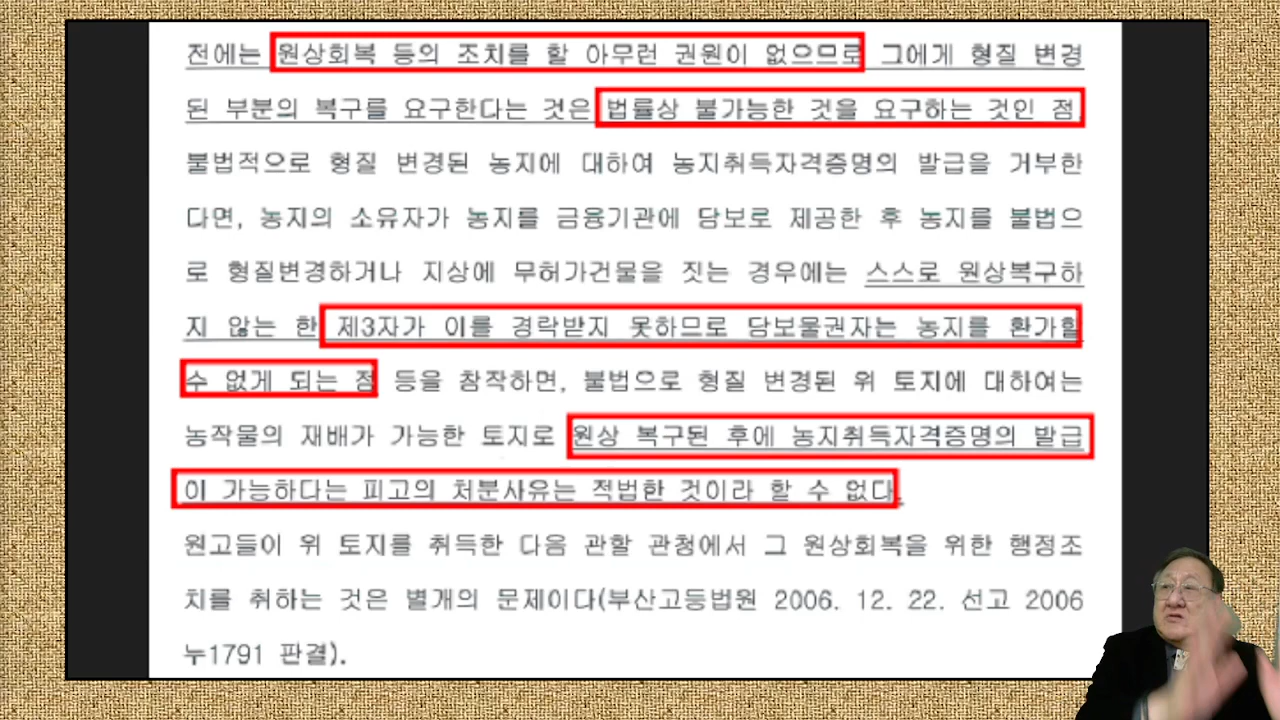 전에는 원상회복 등의 조치를 할 아무런 권원이 없으므로 그에게 형질 변경
된 부분의 복구를 요구한다는 것은 법률상 불가능한 것을 요구하는 것인 점,
불법적으로 형질 변경된 농지에 대하여 농지취득자격증명의 발급을 거부한
다면, 농지의 소유자가 농지를 금융기관에 담보로 제공한 후 농지를 불법으
로 형질변경하거나 지상에 무허가건물을 짓는 경우에는 스스로 원상복구하
지 않는 한 제3자가 이를 경락받지 못하므로 담보물권자는 농지를 환가할
수 없게 되는 점 등을 참작하면, 불법으로 형질 변경된 위 토지에 대하여는
농작물의 재배가 가능한 토지로 원상 복구된 후에 농지취득자격증명의 발급
이 가능하다는 피고의 처분사유는 적법한 것이라 할 수 없다.
원고들이 위 토지를 취득한 다음 관할 관청에서 그 원상회복을 위한 행정조
치를 취하는 것은 별개의 문제이다(부산고등법원 2006. 12. 22. 선고 2006
누1791 판결).